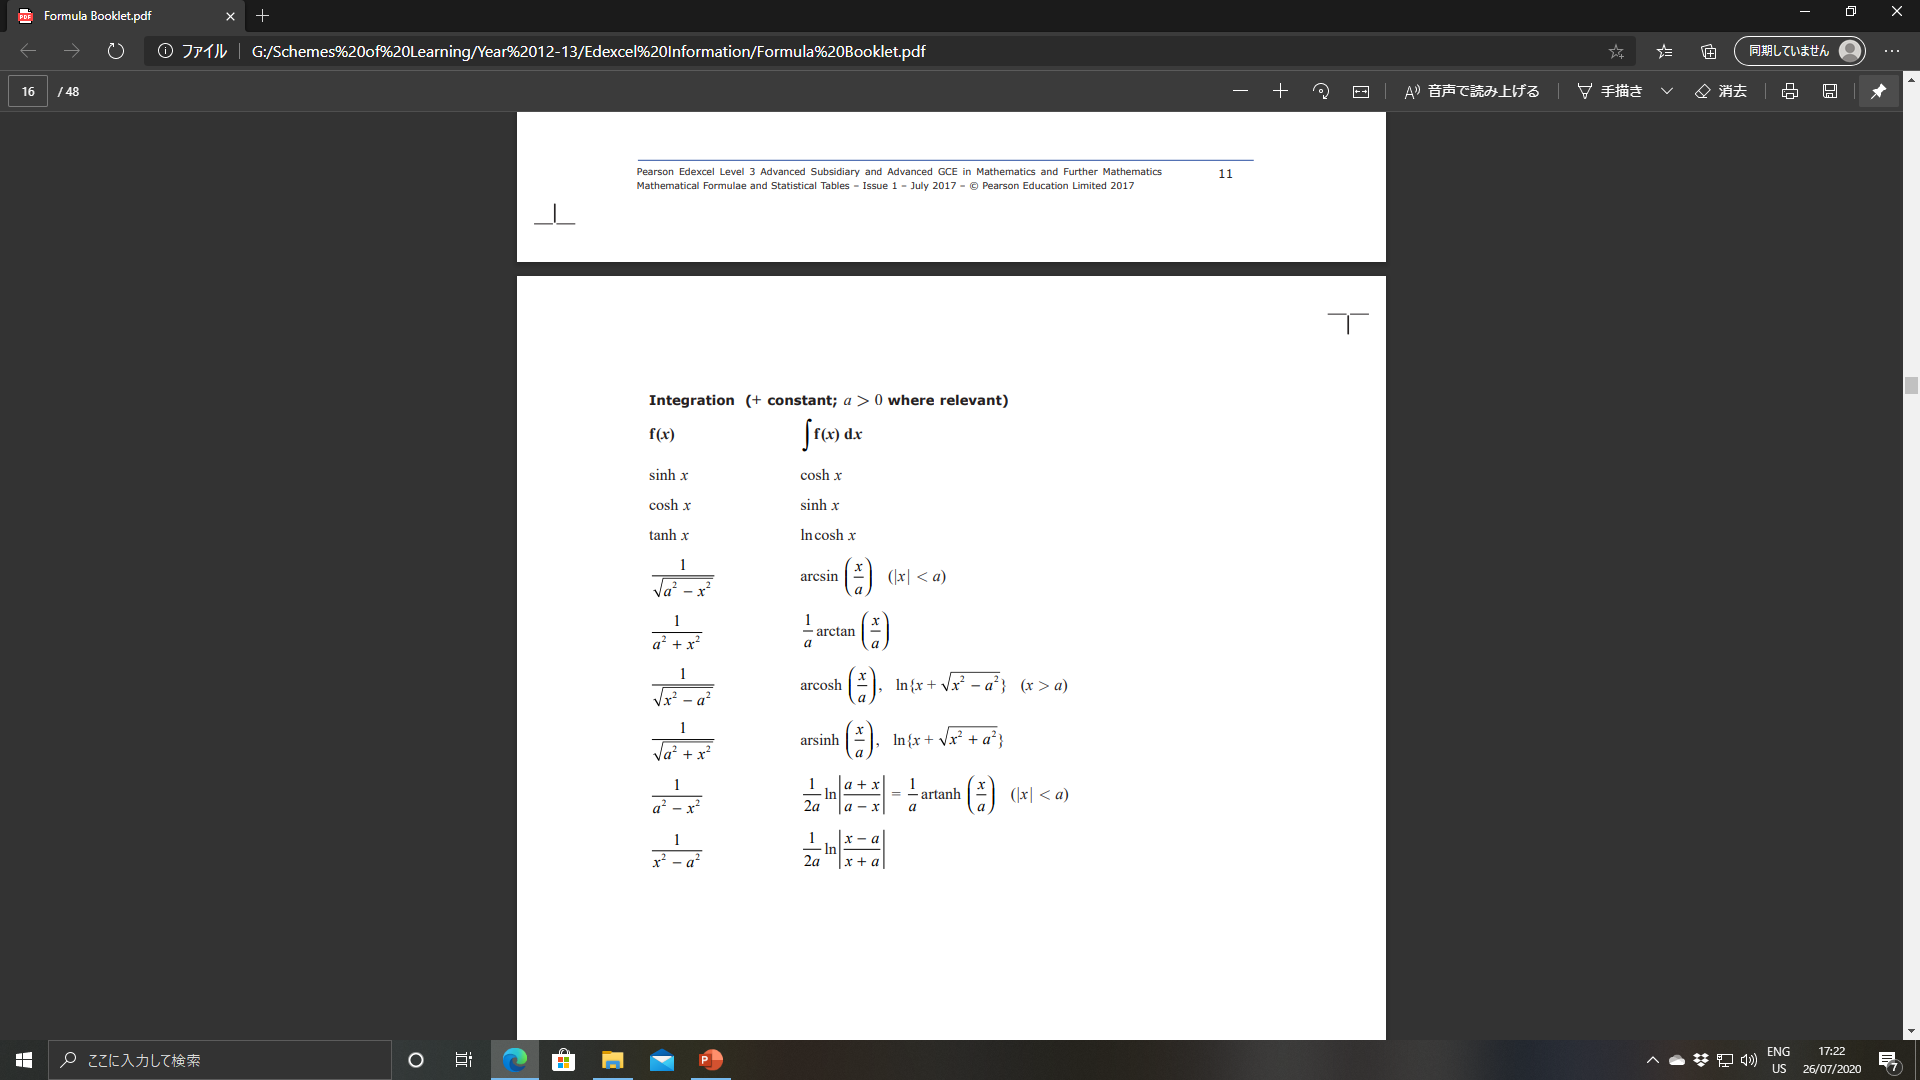 Formula Booklet.pdf
ファイル G:/Schemes%20of%20Learning/Year%2012-13/Edexcel%20Information/Formula%20Booklet.pdf 同期していません
16 / 48 音声で読み上げる 手描き 消去
Pearson Edexcel Level 3 Advanced Subsidiary and Advanced GCE in Mathematics and Further Mathematics 11
Mathematical Formulae and Statistical Tables – Issue 1 – July 2017 – © Pearson Education Limited 2017
Integration (+ constant; a > 0 where relevant)
f(x) ∫ f(x) dx
sinh x cosh x
cosh x sinh x
tanh x ln cosh x
1/√(a² − x²) arcsin (x/a) (|x| < a)
1/(a² + x²) 1/a arctan (x/a)
1/√(x² − a²) arcosh (x/a), ln{x + √(x² − a²)} (x > a)
1/√(a² + x²) arsinh (x/a), ln{x + √(x² + a²)}
1/(a² − x²) 1/2a ln|(a + x)/(a − x)| = 1/a artanh (x/a) (|x| < a)
1/(x² − a²) 1/2a ln|(x − a)/(x + a)|
ここに入力して検索
ENG 17:22
US 26/07/2020 7